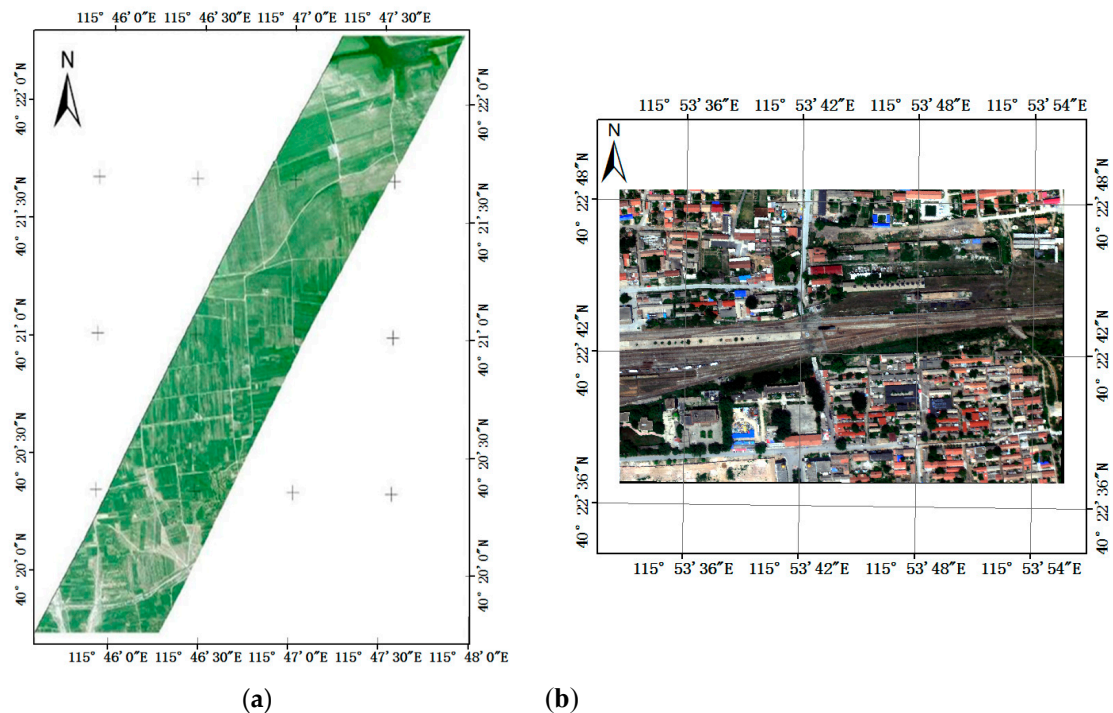 115° 46′ 0″E 115° 46′ 30″E 115° 47′ 0″E 115° 47′ 30″E
N
40° 22′ 0″N
40° 21′ 30″N
40° 21′ 0″N
40° 20′ 30″N
40° 20′ 0″N
40° 22′ 0″N
40° 21′ 30″N
40° 21′ 0″N
40° 20′ 30″N
40° 20′ 0″N
115° 46′ 0″E 115° 46′ 30″E 115° 47′ 0″E 115° 47′ 30″E 115° 48′ 0″E
(a)
115° 53′ 36″E 115° 53′ 42″E 115° 53′ 48″E 115° 53′ 54″E
N
40° 22′ 48″N
40° 22′ 42″N
40° 22′ 36″N
40° 22′ 48″N
40° 22′ 42″N
40° 22′ 36″N
115° 53′ 36″E 115° 53′ 42″E 115° 53′ 48″E 115° 53′ 54″E
(b)